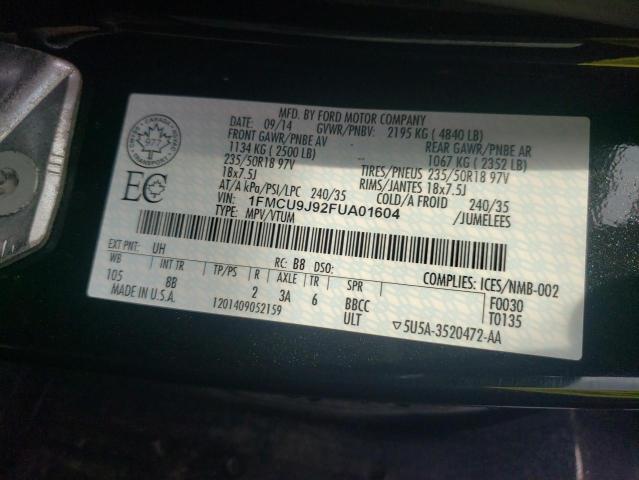 MFD. BY FORD MOTOR COMPANY
DATE: 09/14 GVWR/PNBV: 2195 KG ( 4840 LB)
FRONT GAWR/PNBE AV REAR GAWR/PNBE AR
1134 KG ( 2500 LB) 1067 KG ( 2352 LB)
235/50R18 97V TIRES/PNEUS 235/50R18 97V
18x7.5J RIMS/JANTES 18x7.5J
AT/A kPa/PSI/LPC 240/35 COLD/A FROID 240/35
VIN: 1FMCU9J92FUA01604 /JUMELEES
TYPE: MPV/VTUM
CANADA
977
TRANSPORT
EC
EXT PNT: UH RC: B8 DSO: COMPLIES: ICES/NMB-002
WB INT TR TP/PS R AXLE TR SPR F0030
105 8B 2 3A 6 BBCC T0135
MADE IN U.S.A. 1201409052159 ULT ▽5U5A-3520472-AA